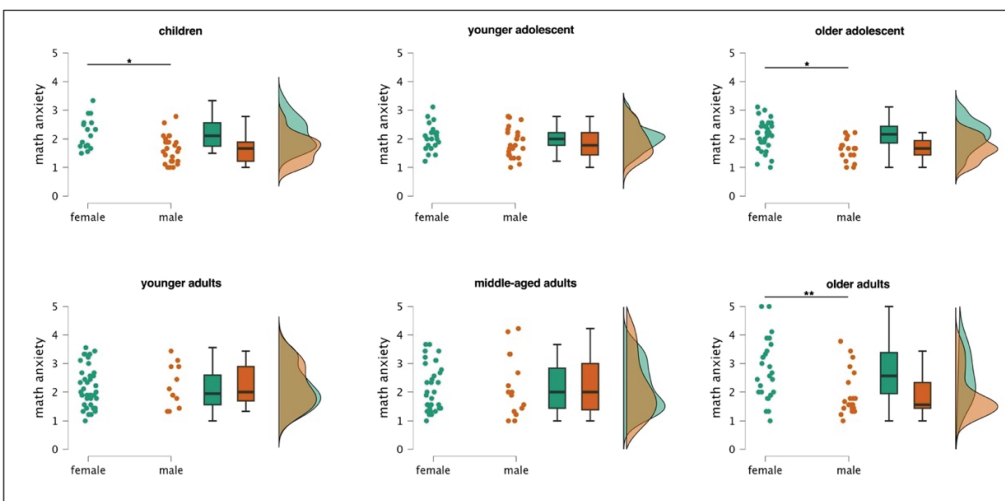 children
*
5
4
3
2
1
0
math anxiety
female male
younger adolescent
5
4
3
2
1
0
math anxiety
female male
older adolescent
*
5
4
3
2
1
0
math anxiety
female male
younger adults
5
4
3
2
1
0
math anxiety
female male
middle-aged adults
5
4
3
2
1
0
math anxiety
female male
older adults
**
5
4
3
2
1
0
math anxiety
female male